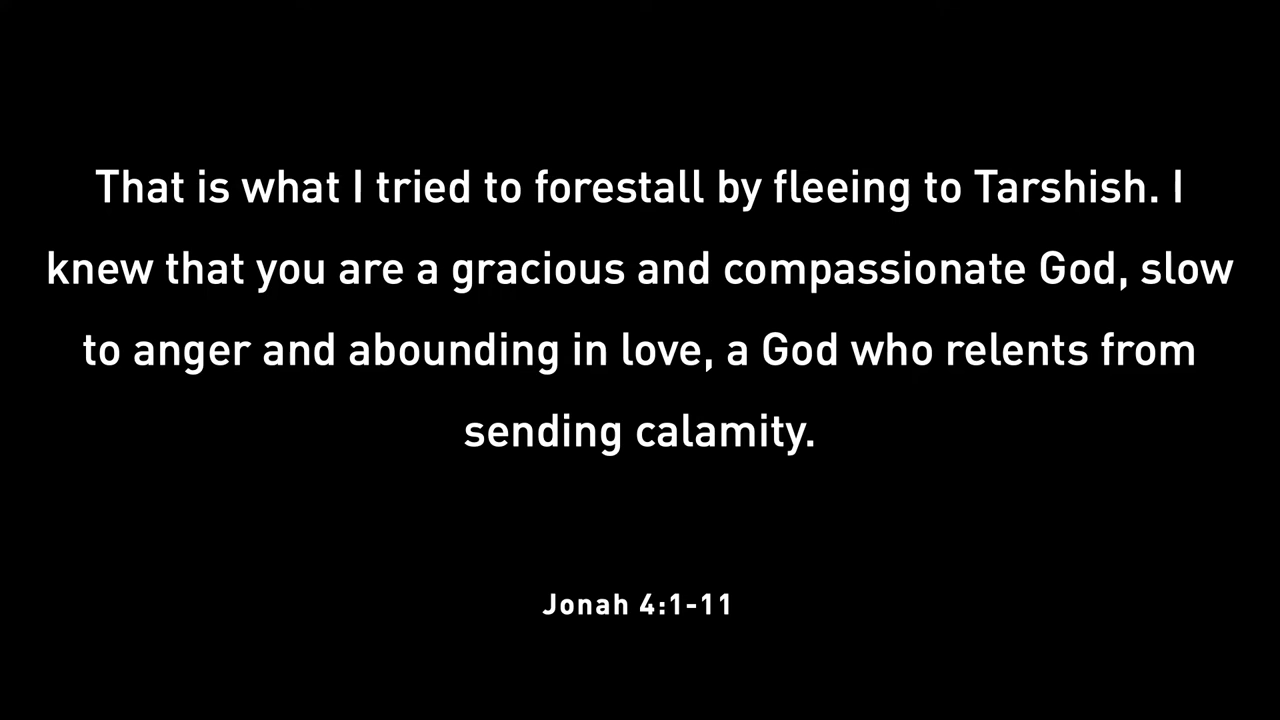 That is what I tried to forestall by fleeing to Tarshish. I
knew that you are a gracious and compassionate God, slow
to anger and abounding in love, a God who relents from
sending calamity.
Jonah 4:1-11